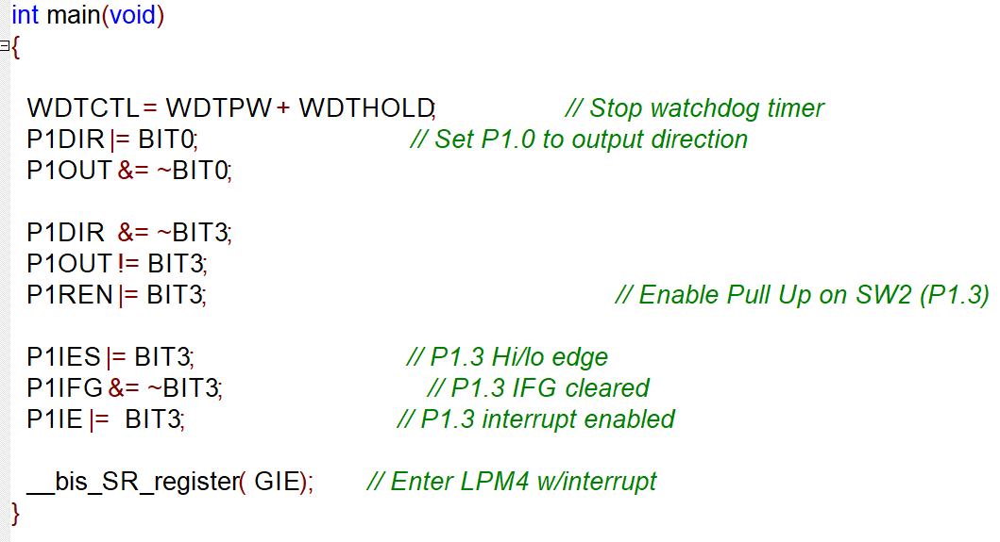 int main(void)
{
WDTCTL = WDTPW + WDTHOLD; // Stop watchdog timer
P1DIR |= BIT0; // Set P1.0 to output direction
P1OUT &= ~BIT0;
P1DIR &= ~BIT3;
P1OUT != BIT3;
P1REN |= BIT3; // Enable Pull Up on SW2 (P1.3)
P1IES |= BIT3; // P1.3 Hi/lo edge
P1IFG &= ~BIT3; // P1.3 IFG cleared
P1IE |= BIT3; // P1.3 interrupt enabled
__bis_SR_register( GIE); // Enter LPM4 w/interrupt
}